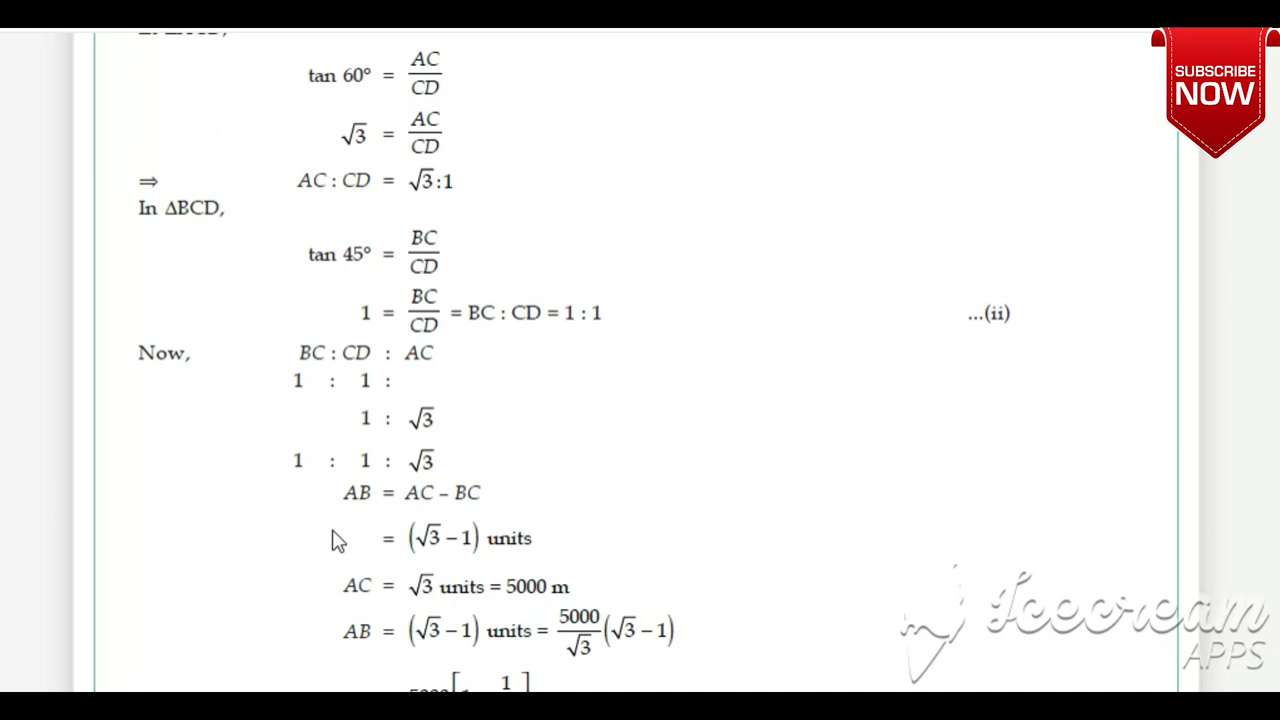 tan 60° = AC/CD
√3 = AC/CD
⇒ AC : CD = √3:1
In ΔBCD,
tan 45° = BC/CD
1 = BC/CD = BC : CD = 1 : 1 ...(ii)
Now, BC : CD : AC
1 : 1 :
1 : √3
1 : 1 : √3
AB = AC – BC
= (√3 – 1) units
AC = √3 units = 5000 m
AB = (√3 – 1) units = 5000/√3 (√3 – 1)
SUBSCRIBE
NOW
Icecream
APPS